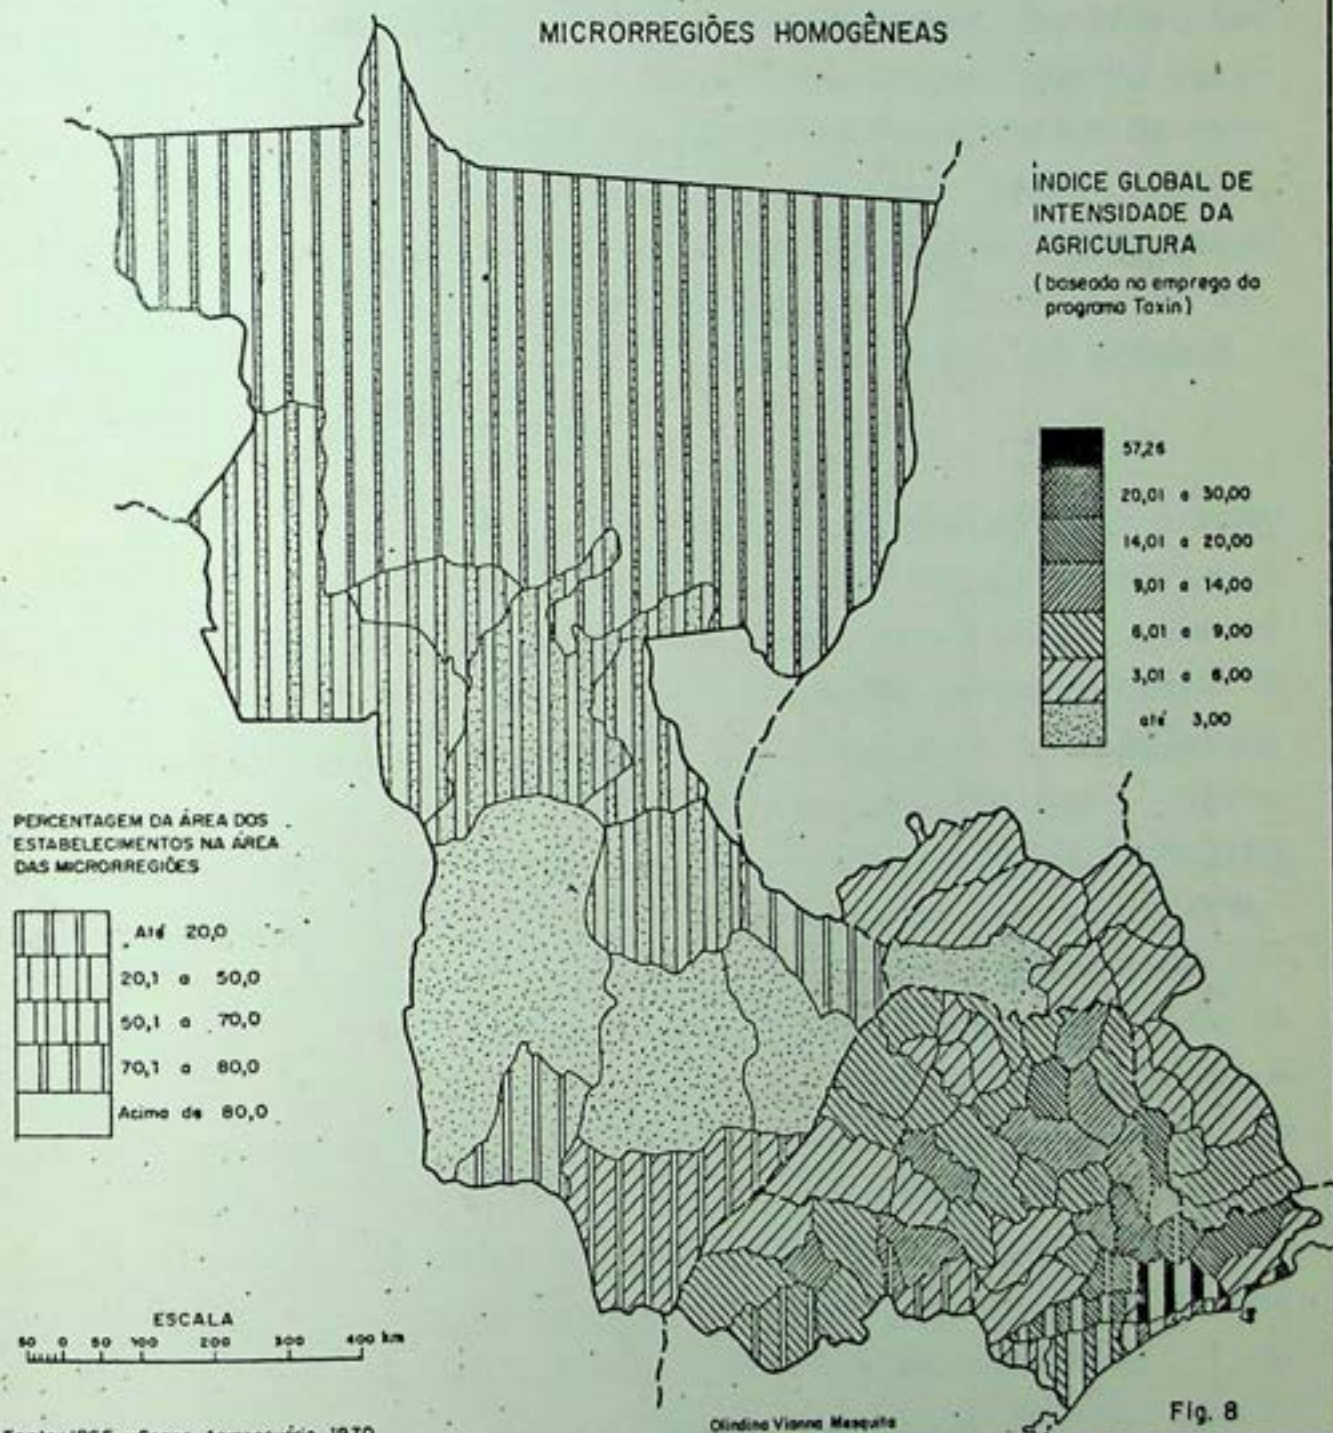 MICRORREGIÕES HOMOGÊNEAS
ÍNDICE GLOBAL DE
INTENSIDADE DA
AGRICULTURA
(baseado no emprego do
programa Taxin)
57,26
20,01 a 30,00
14,01 a 20,00
9,01 a 14,00
6,01 a 9,00
3,01 a 6,00
até 3,00
PERCENTAGEM DA ÁREA DOS
ESTABELECIMENTOS NA ÁREA
DAS MICRORREGIÕES
Até 20,0
20,1 a 50,0
50,1 a 70,0
70,1 a 80,0
Acima de 80,0
ESCALA
50 0 50 100 200 300 400 km
Olindina Vianna Mesquita
Fig. 8